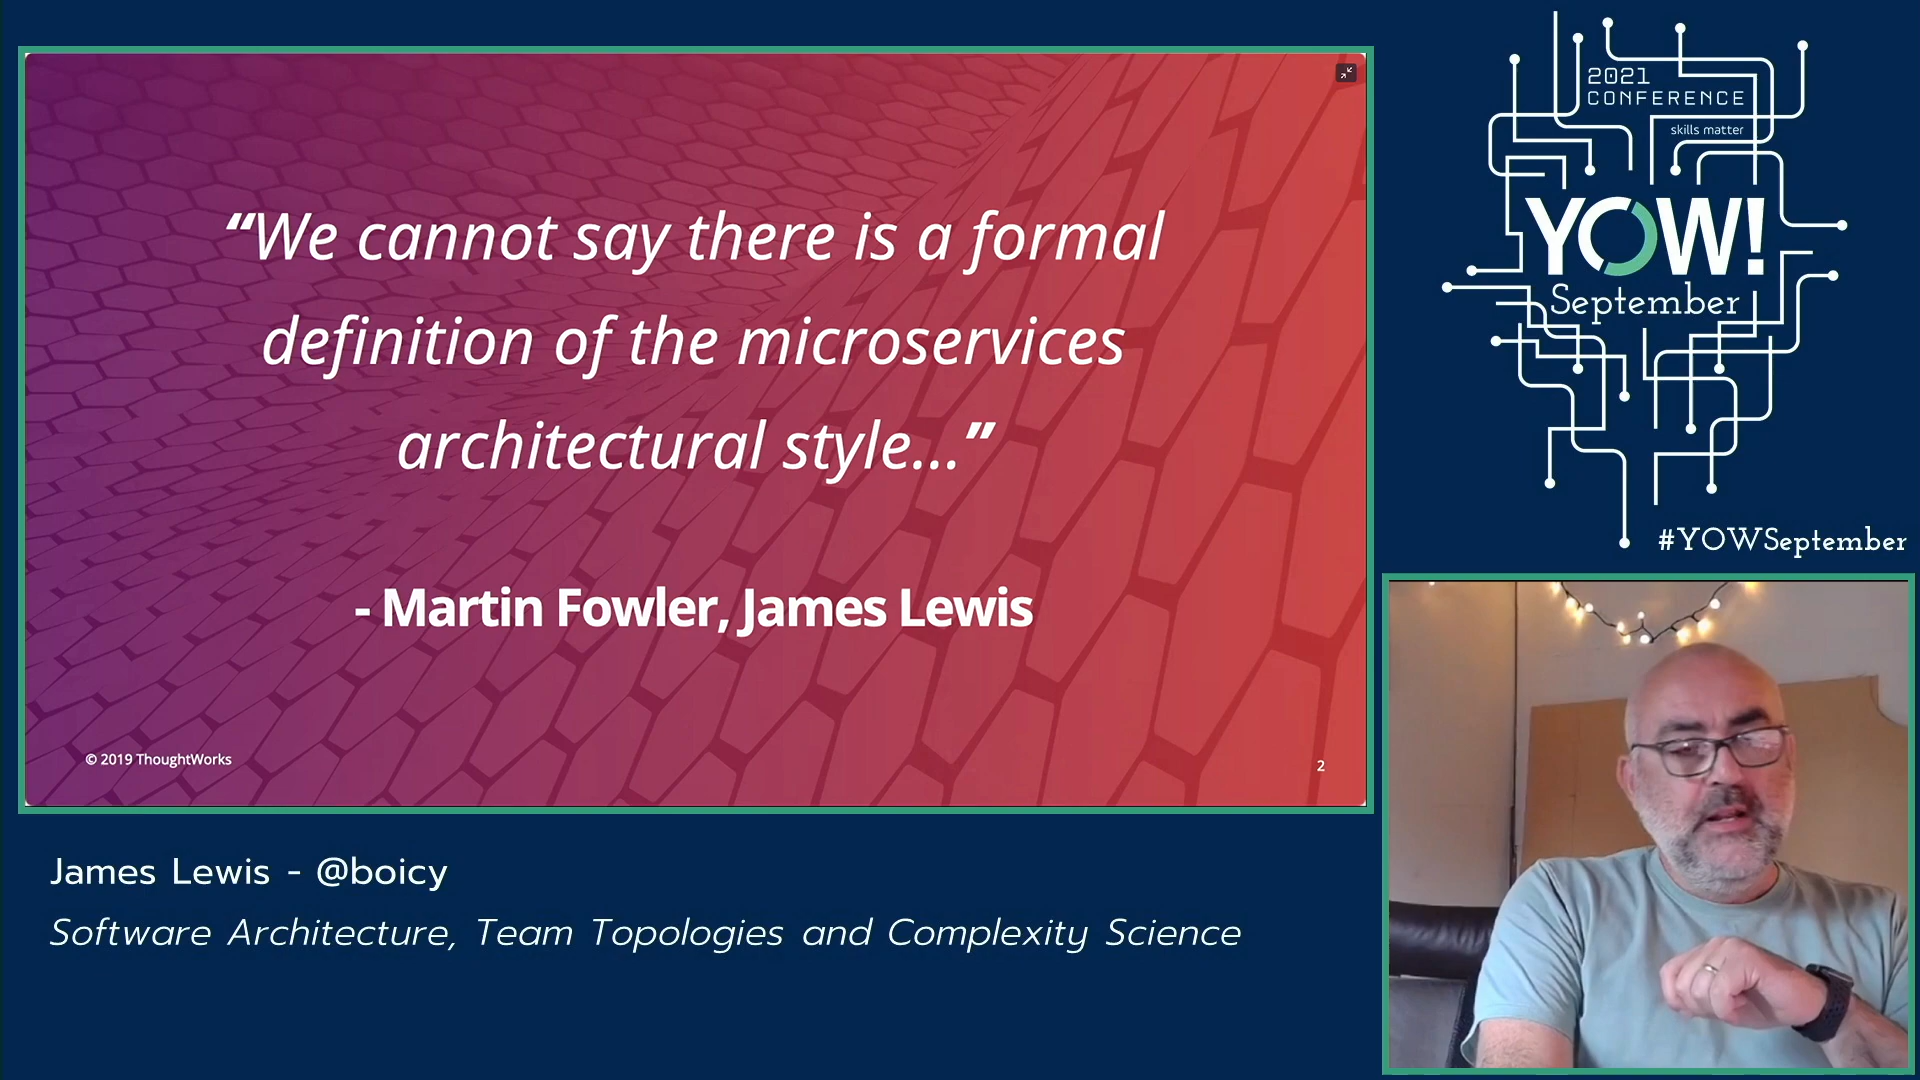 “We cannot say there is a formal
definition of the microservices
architectural style...”
- Martin Fowler, James Lewis
© 2019 ThoughtWorks
2
2021
CONFERENCE
skills matter
YOW!
September
#YOWSeptember
James Lewis - @boicy
Software Architecture, Team Topologies and Complexity Science